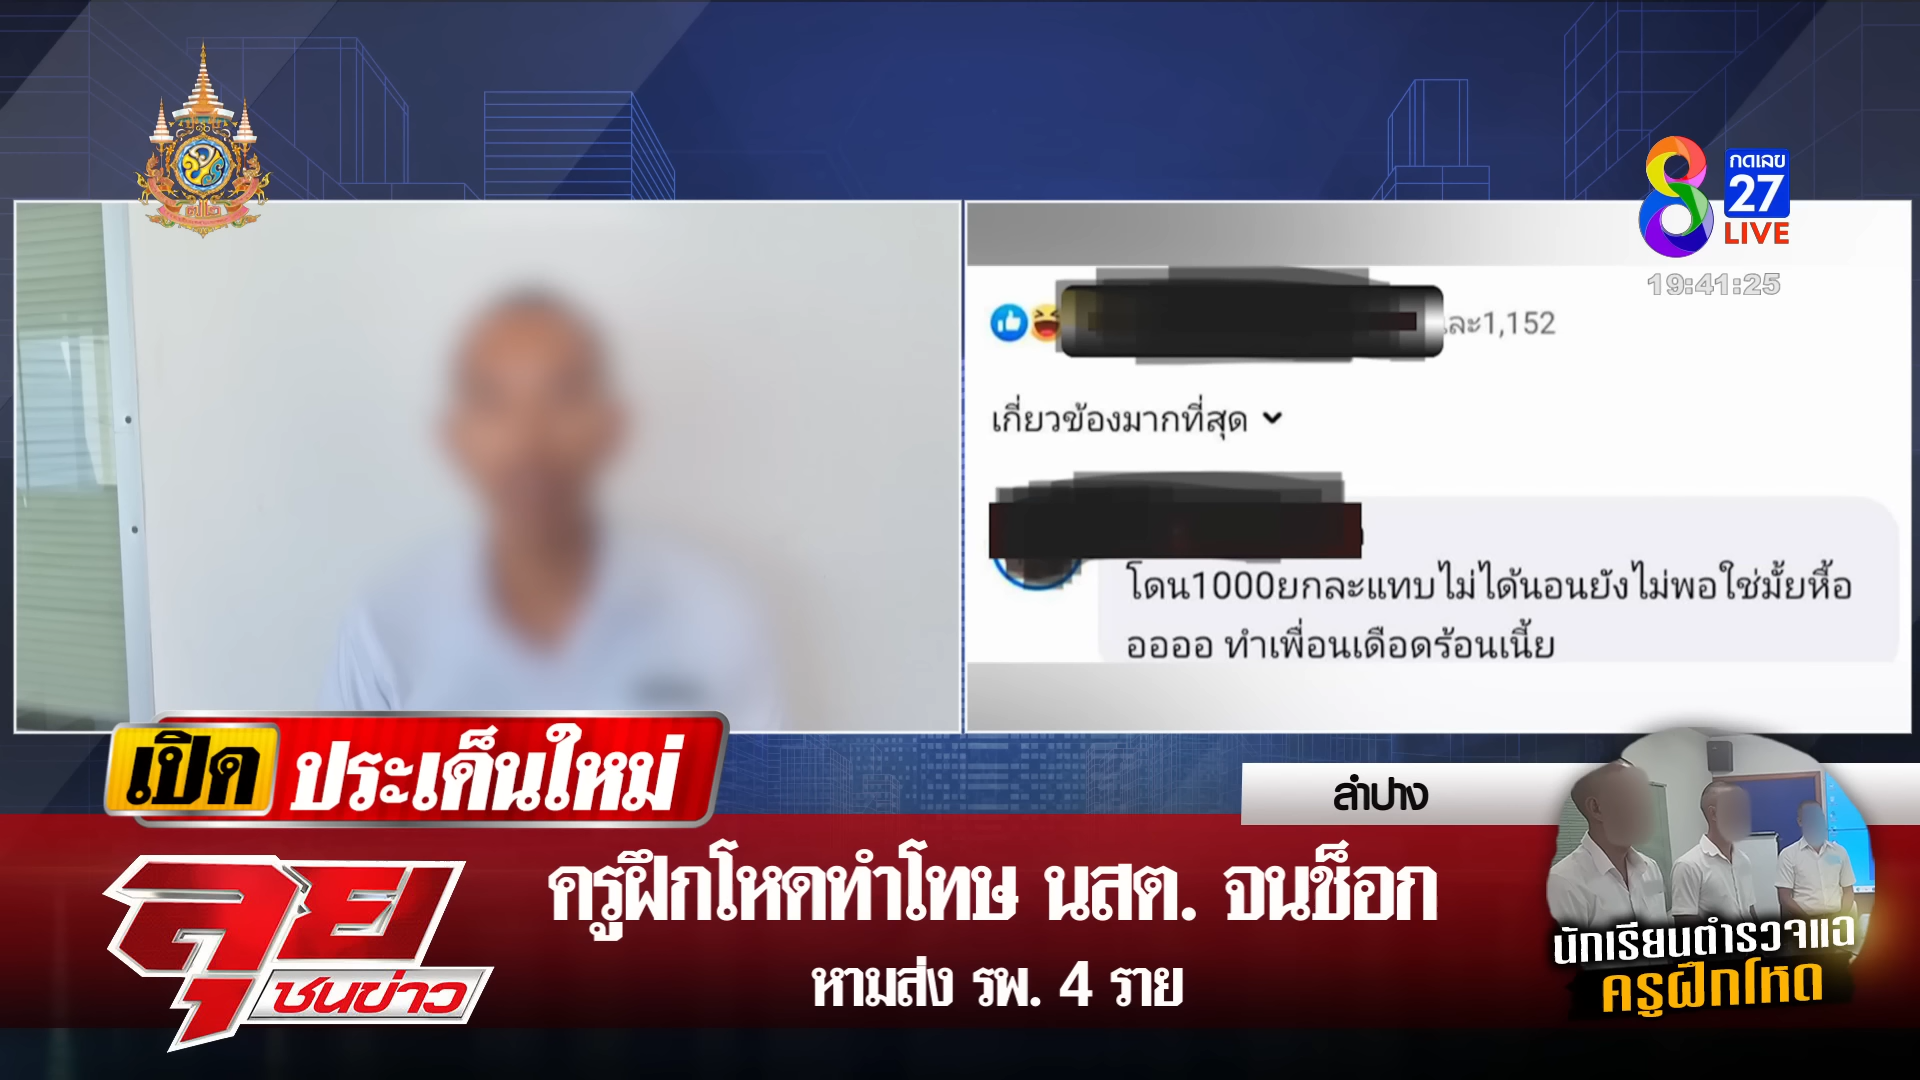 กดเลข
27
LIVE
19:41:25
และ1,152
เกี่ยวข้องมากที่สุด
โดน1000ยกละแทบไม่ได้นอนยังไม่พอใช่มั้ยหื้อ
ออออ ทำเพื่อนเดือดร้อนเนี้ย
เปิด ประเด็นใหม่
ลำปาง
ลุย
ชนข่าว
ครูฝึกโหดทำโทษ นสต. จนช็อก
หามส่ง รพ. 4 ราย
นักเรียนตำรวจแฉ
ครูฝึกโหด